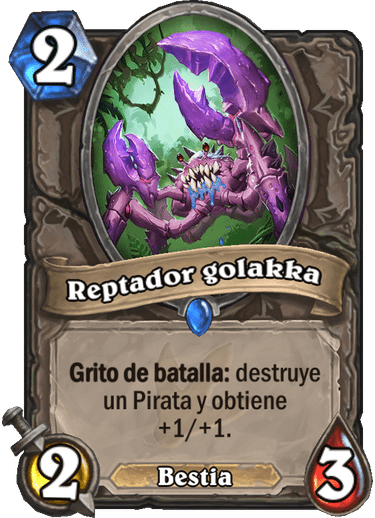 2
Reptador golakka
Grito de batalla: destruye
un Pirata y obtiene
+1/+1.
2
Bestia
3